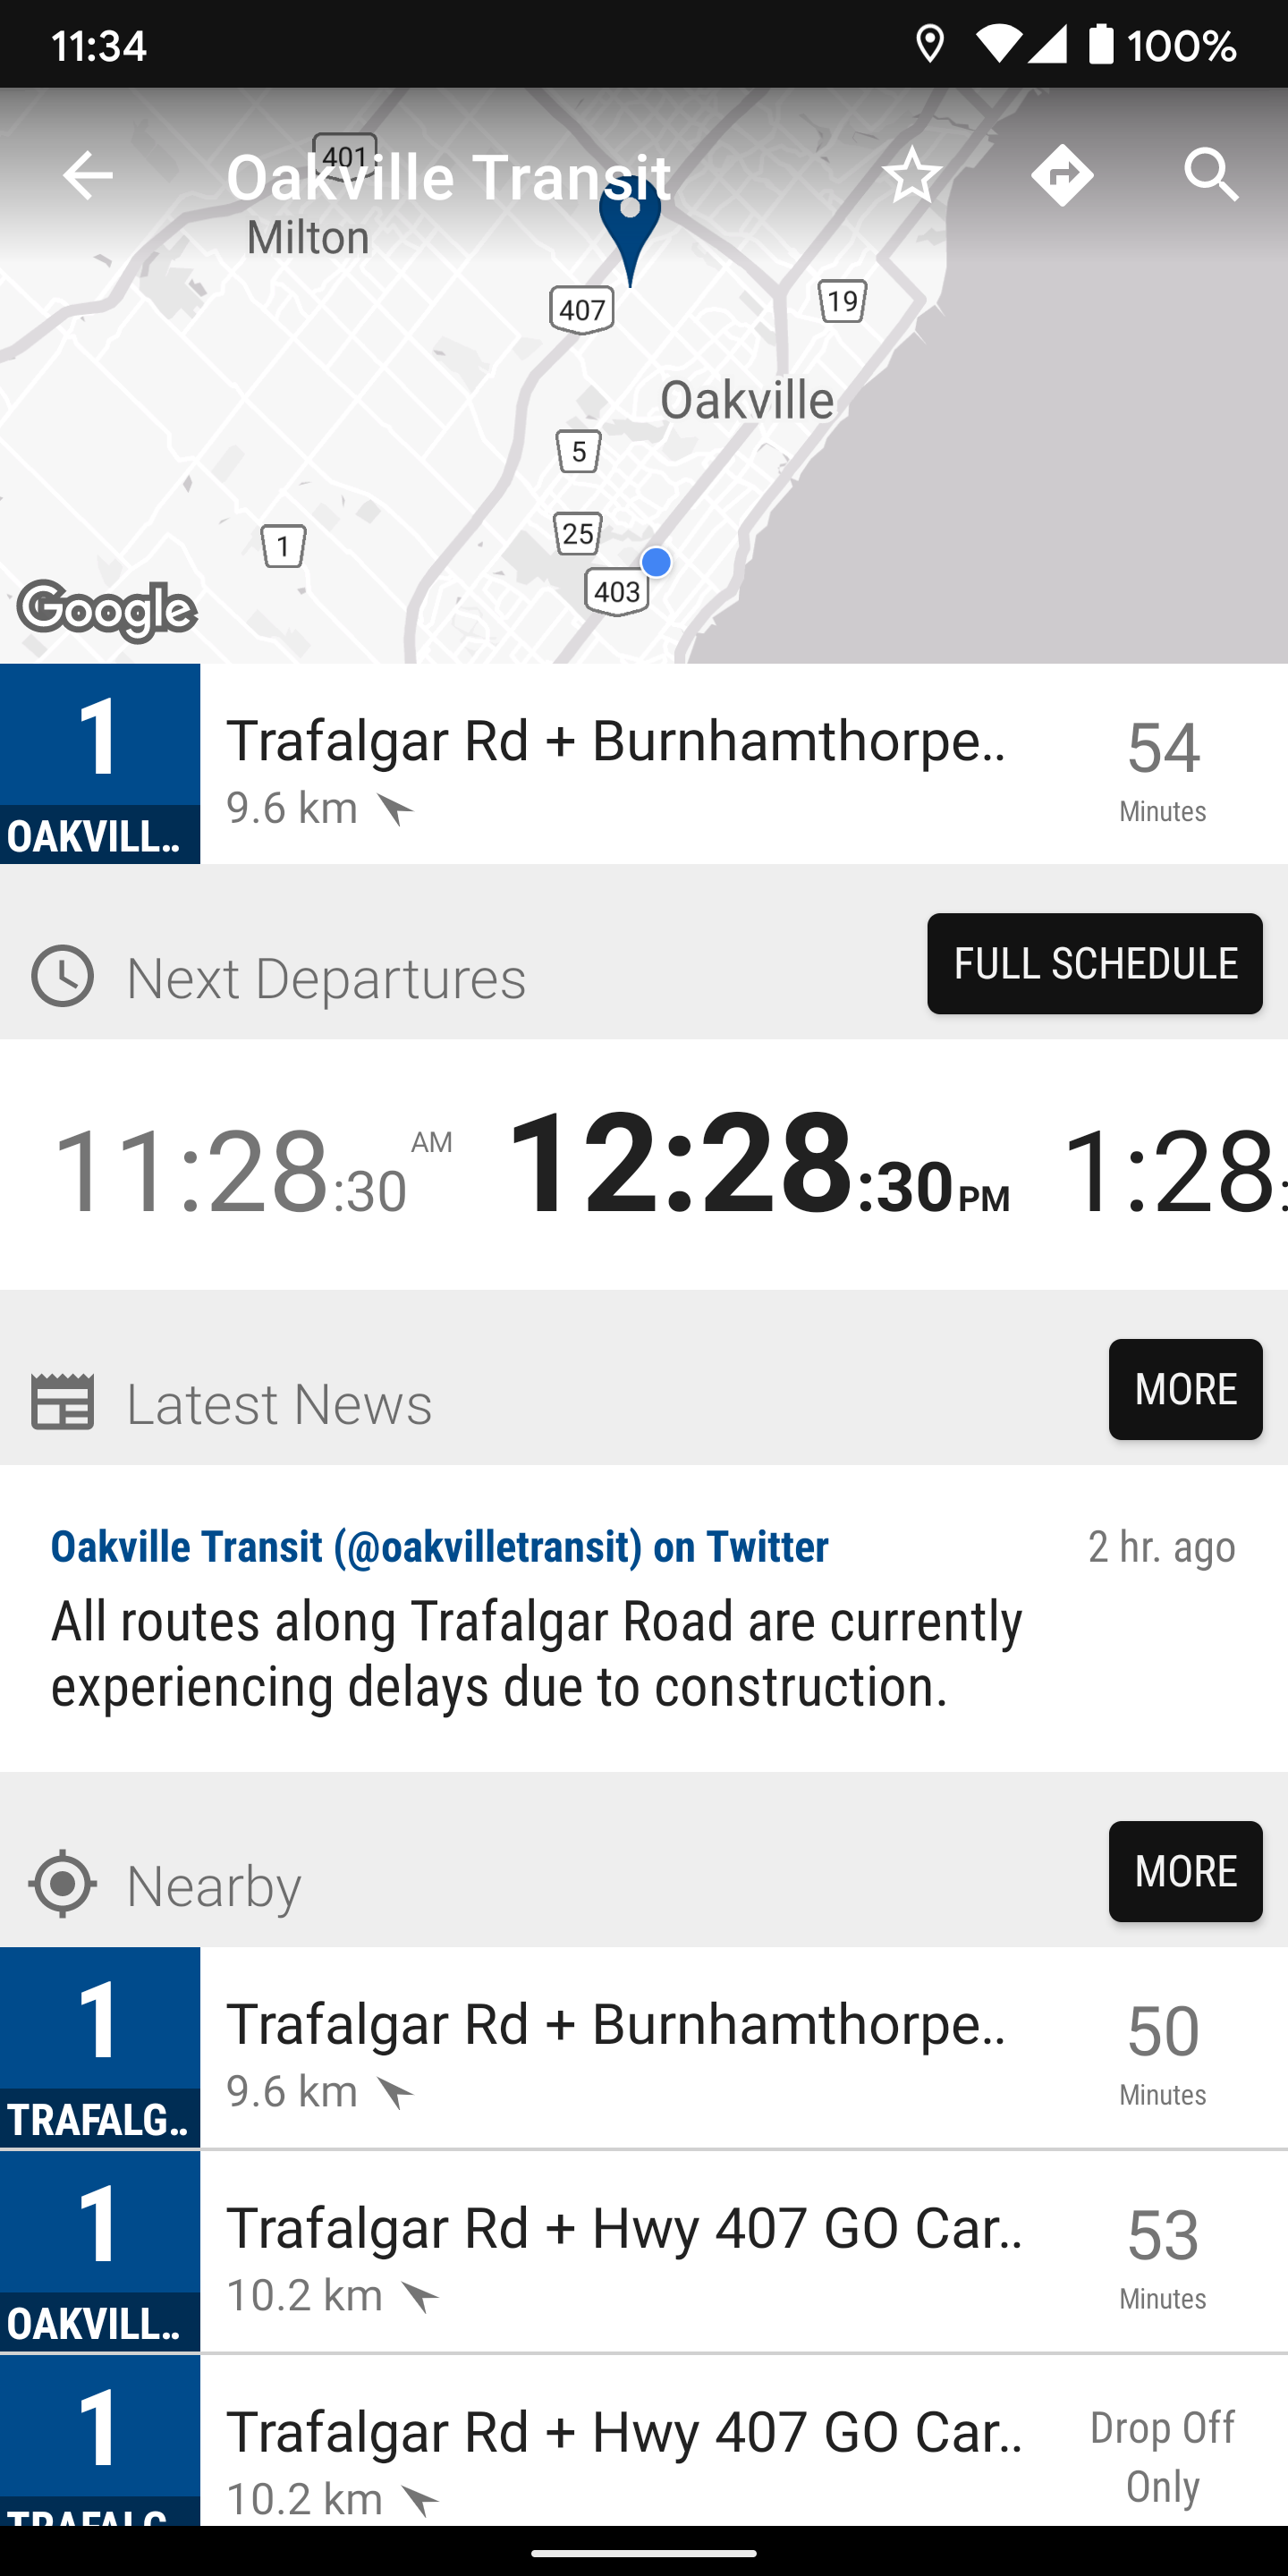 11:34
100%
401
Oakville Transit
Milton
407
19
Oakville
5
25
1
403
Google
1
OAKVILL..
Trafalgar Rd + Burnhamthorpe..
9.6 km
54
Minutes
Next Departures
FULL SCHEDULE
11:28:30 AM
12:28:30 PM
1:28:
Latest News
MORE
Oakville Transit (@oakvilletransit) on Twitter
2 hr. ago
All routes along Trafalgar Road are currently
experiencing delays due to construction.
Nearby
MORE
1
TRAFALG..
Trafalgar Rd + Burnhamthorpe..
9.6 km
50
Minutes
1
OAKVILL..
Trafalgar Rd + Hwy 407 GO Car..
10.2 km
53
Minutes
1
TRAFALG
Trafalgar Rd + Hwy 407 GO Car..
10.2 km
Drop Off
Only